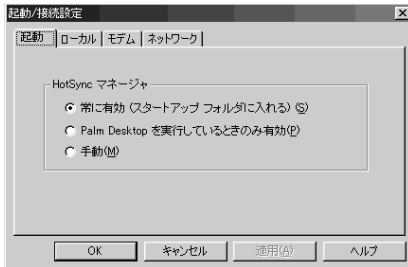 起動/接続設定
起動 ローカル モデム ネットワーク
HotSync マネージャ
常に有効 (スタートアップ フォルダに入れる) (S)
Palm Desktop を実行しているときのみ有効(P)
手動(M)
OK キャンセル 適用(A) ヘルプ